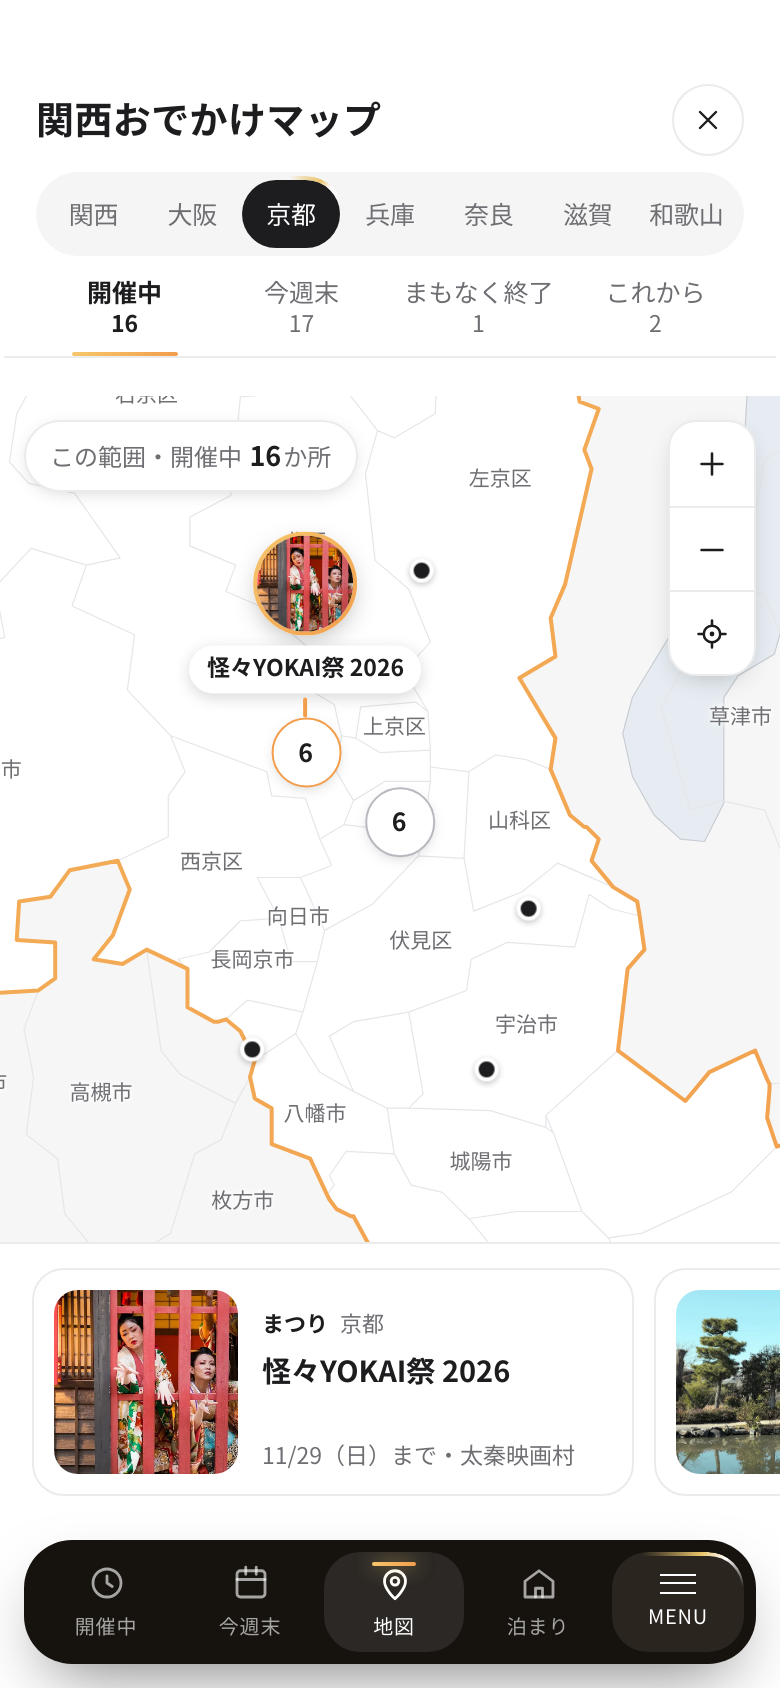 関西おでかけマップ
関西 大阪 京都 兵庫 奈良 滋賀 和歌山
開催中 今週末 まもなく終了 これから
16 17 1 2
右京区
この範囲・開催中 16か所
左京区
怪々YOKAI祭 2026
草津市
上京区
6
市
6
山科区
西京区
向日市
伏見区
長岡京市
宇治市
高槻市
八幡市
城陽市
枚方市
まつり 京都
怪々YOKAI祭 2026
11/29（日）まで・太秦映画村
開催中 今週末 地図 泊まり MENU